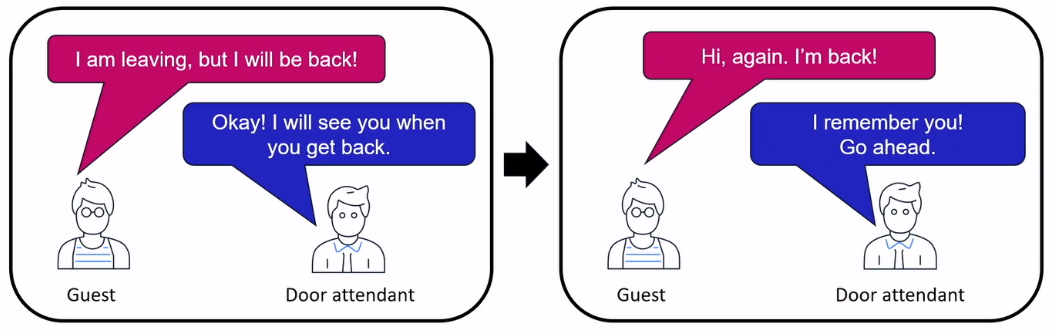 I am leaving, but I will be back!
Okay! I will see you when
you get back.
Guest
Door attendant
Hi, again. I'm back!
I remember you!
Go ahead.
Guest
Door attendant